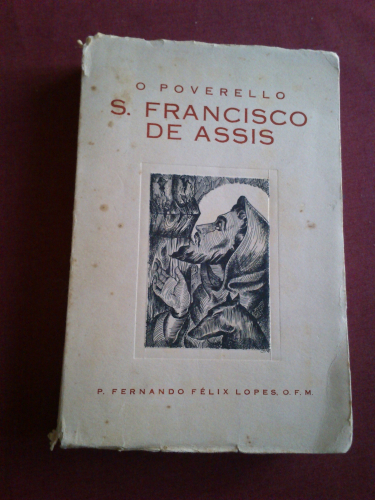 O POVERELLO
S. FRANCISCO
DE ASSIS
P. FERNANDO FÉLIX LOPES, O.F.M.